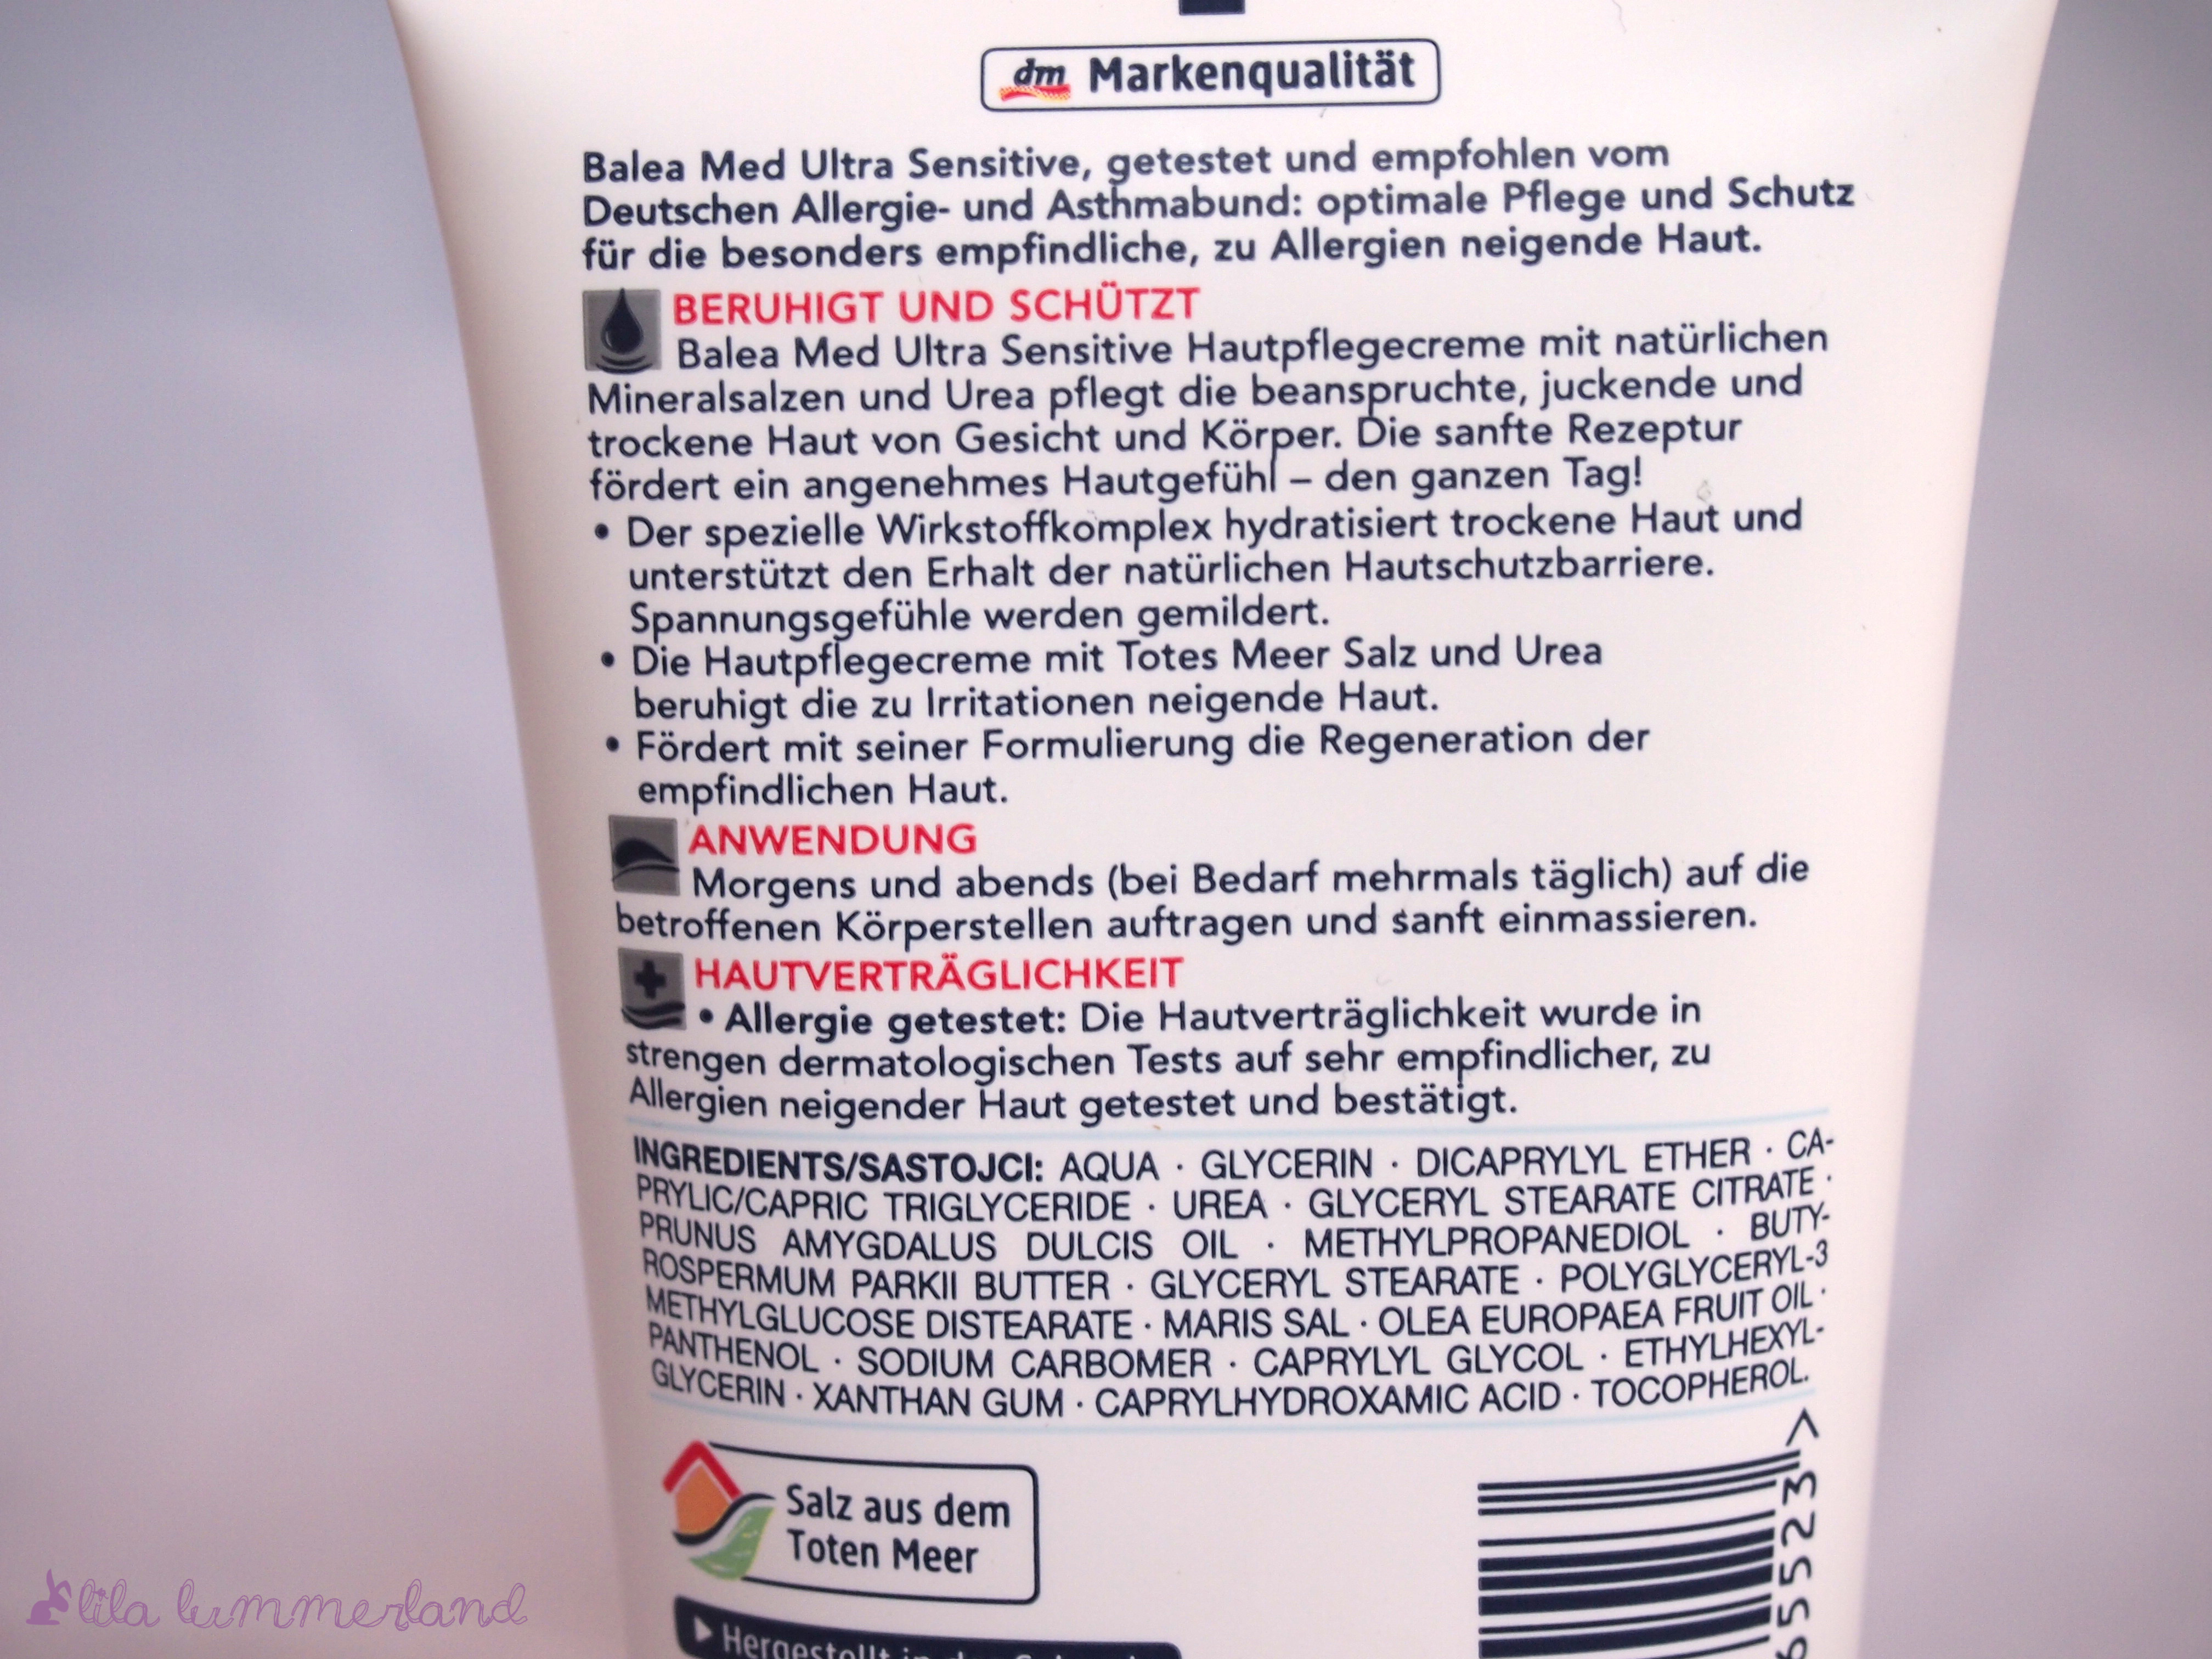 dm Markenqualität
Balea Med Ultra Sensitive, getestet und empfohlen vom
Deutschen Allergie- und Asthmabund: optimale Pflege und Schutz
für die besonders empfindliche, zu Allergien neigende Haut.
BERUHIGT UND SCHÜTZT
Balea Med Ultra Sensitive Hautpflegecreme mit natürlichen
Mineralsalzen und Urea pflegt die beanspruchte, juckende und
trockene Haut von Gesicht und Körper. Die sanfte Rezeptur
fördert ein angenehmes Hautgefühl – den ganzen Tag!
• Der spezielle Wirkstoffkomplex hydratisiert trockene Haut und
unterstützt den Erhalt der natürlichen Hautschutzbarriere.
Spannungsgefühle werden gemildert.
• Die Hautpflegecreme mit Totes Meer Salz und Urea
beruhigt die zu Irritationen neigende Haut.
• Fördert mit seiner Formulierung die Regeneration der
empfindlichen Haut.
ANWENDUNG
Morgens und abends (bei Bedarf mehrmals täglich) auf die
betroffenen Körperstellen auftragen und sanft einmassieren.
HAUTVERTRÄGLICHKEIT
• Allergie getestet: Die Hautverträglichkeit wurde in
strengen dermatologischen Tests auf sehr empfindlicher, zu
Allergien neigender Haut getestet und bestätigt.
INGREDIENTS/SASTOJCI: AQUA · GLYCERIN · DICAPRYLYL ETHER · CA-
PRYLIC/CAPRIC TRIGLYCERIDE · UREA · GLYCERYL STEARATE CITRATE ·
PRUNUS AMYGDALUS DULCIS OIL · METHYLPROPANEDIOL · BUTY-
ROSPERMUM PARKII BUTTER · GLYCERYL STEARATE · POLYGLYCERYL-3
METHYLGLUCOSE DISTEARATE · MARIS SAL · OLEA EUROPAEA FRUIT OIL ·
PANTHENOL · SODIUM CARBOMER · CAPRYLYL GLYCOL · ETHYLHEXYL-
GLYCERIN · XANTHAN GUM · CAPRYLHYDROXAMIC ACID · TOCOPHEROL.
Salz aus dem
Toten Meer
65523>
Hergestellt in
lila lummerland